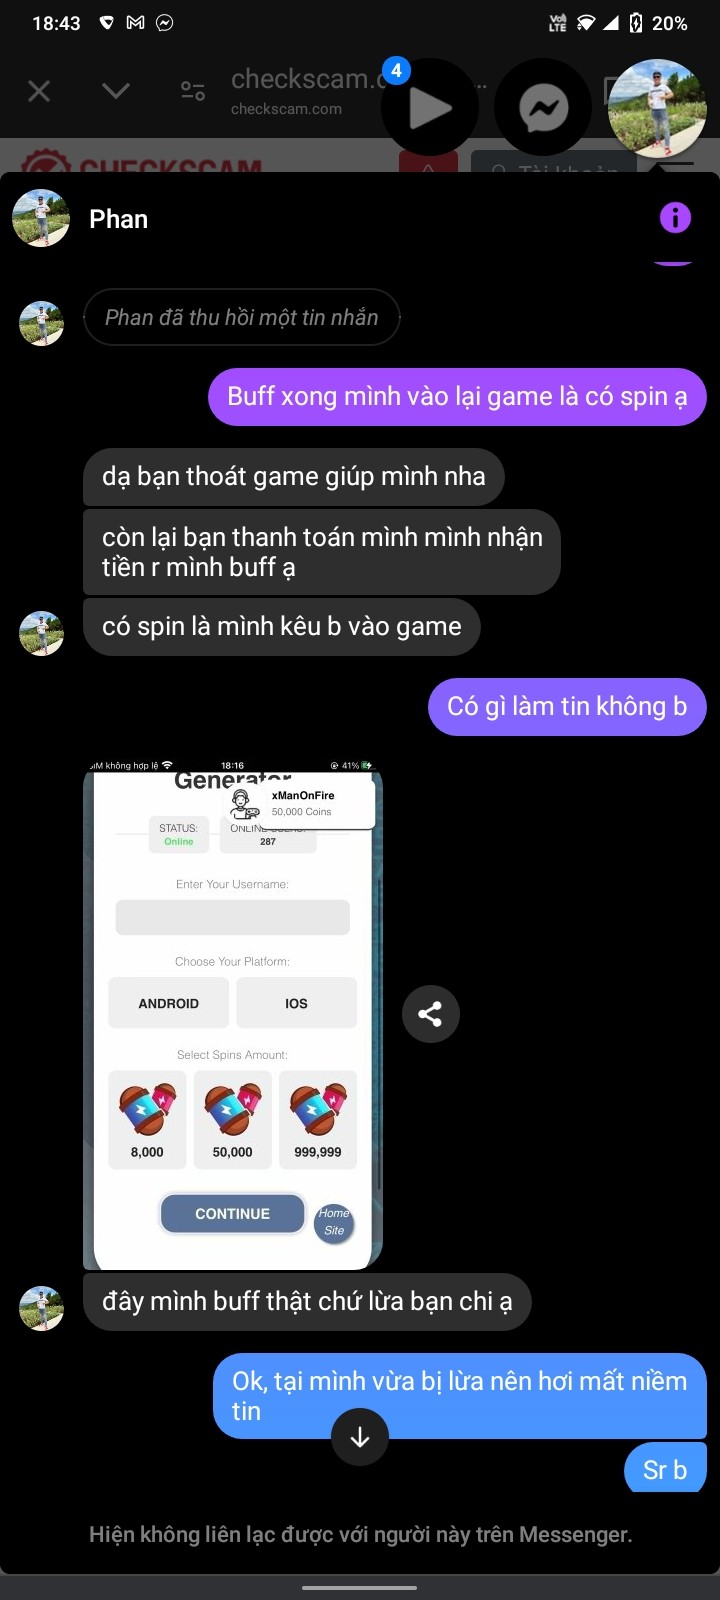 18:43
Vo)
LTE
20%
checkscam.
checkscam.com
4
CHECKSCAM
Tài khoản
Phan
Phan đã thu hồi một tin nhắn
Buff xong mình vào lại game là có spin ạ
dạ bạn thoát game giúp mình nha
còn lại bạn thanh toán mình mình nhận
tiền r mình buff ạ
có spin là mình kêu b vào game
Có gì làm tin không b
SIM không hợp lệ
18:16
41%
Generator
xManOnFire
50,000 Coins
STATUS:
Online
ONLINE USERS:
287
Enter Your Username:
Choose Your Platform:
ANDROID
IOS
Select Spins Amount:
8,000
50,000
999,999
CONTINUE
Home
Site
đây mình buff thật chứ lừa bạn chi ạ
Ok, tại mình vừa bị lừa nên hơi mất niềm
tin
Sr b
Hiện không liên lạc được với người này trên Messenger.